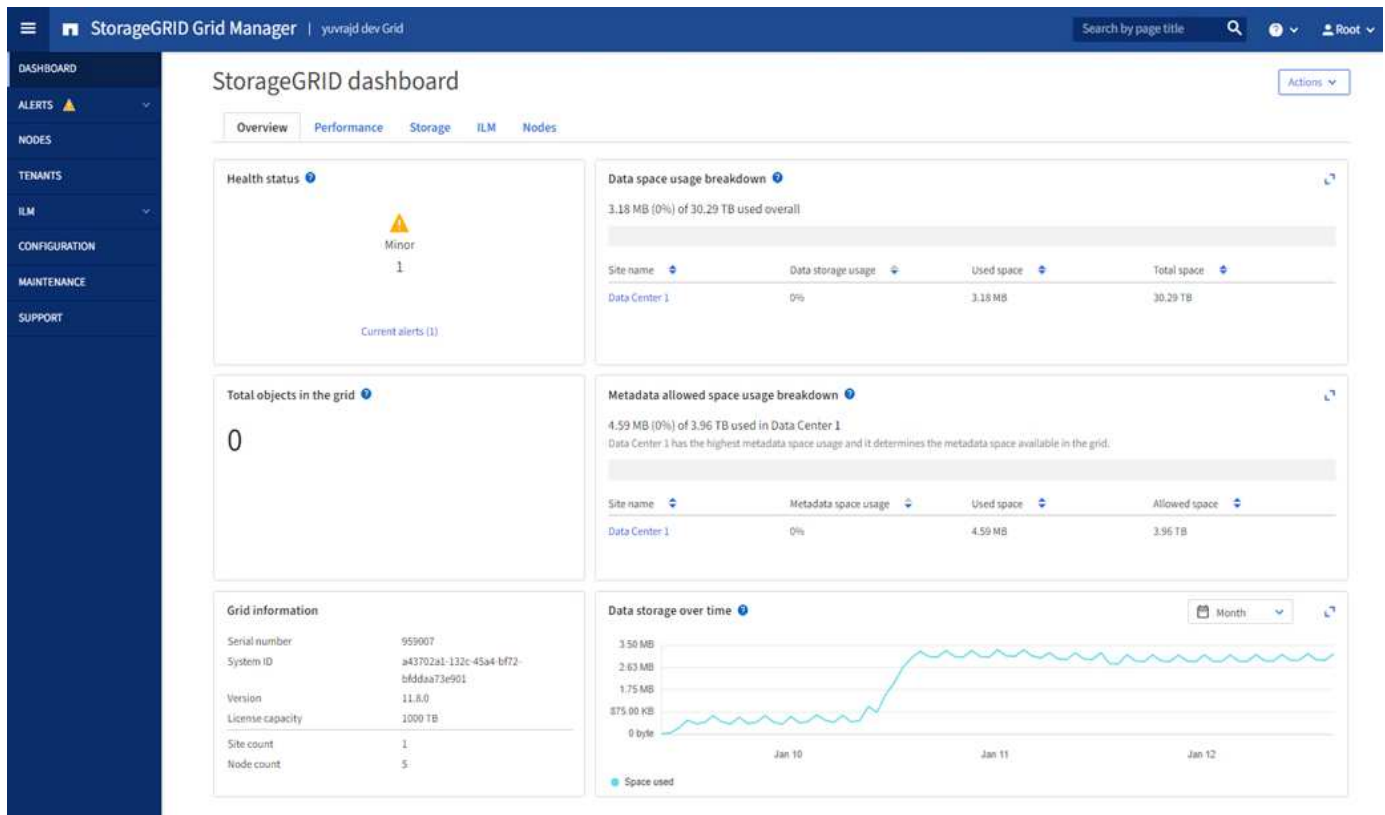 StorageGRID Grid Manager | yuvrajd dev Grid
Search by page title
Root
DASHBOARD
ALERTS
NODES
TENANTS
ILM
CONFIGURATION
MAINTENANCE
SUPPORT
StorageGRID dashboard
Actions
Overview Performance Storage ILM Nodes
Health status
Minor
1
Current alerts (1)
Data space usage breakdown
3.18 MB (0%) of 30.29 TB used overall
Site name Data storage usage Used space Total space
Data Center 1 0% 3.18 MB 30.29 TB
Total objects in the grid
0
Metadata allowed space usage breakdown
4.59 MB (0%) of 3.96 TB used in Data Center 1
Data Center 1 has the highest metadata space usage and it determines the metadata space available in the grid.
Site name Metadata space usage Used space Allowed space
Data Center 1 0% 4.59 MB 3.96 TB
Grid information
Serial number 959007
System ID a43702a1-132c-45a4-bf72-
bfddaa73e901
Version 11.8.0
License capacity 1000 TB
Site count 1
Node count 5
Data storage over time
Month
3.50 MB
2.63 MB
1.75 MB
875.00 KB
0 byte
Jan 10 Jan 11 Jan 12
Space used